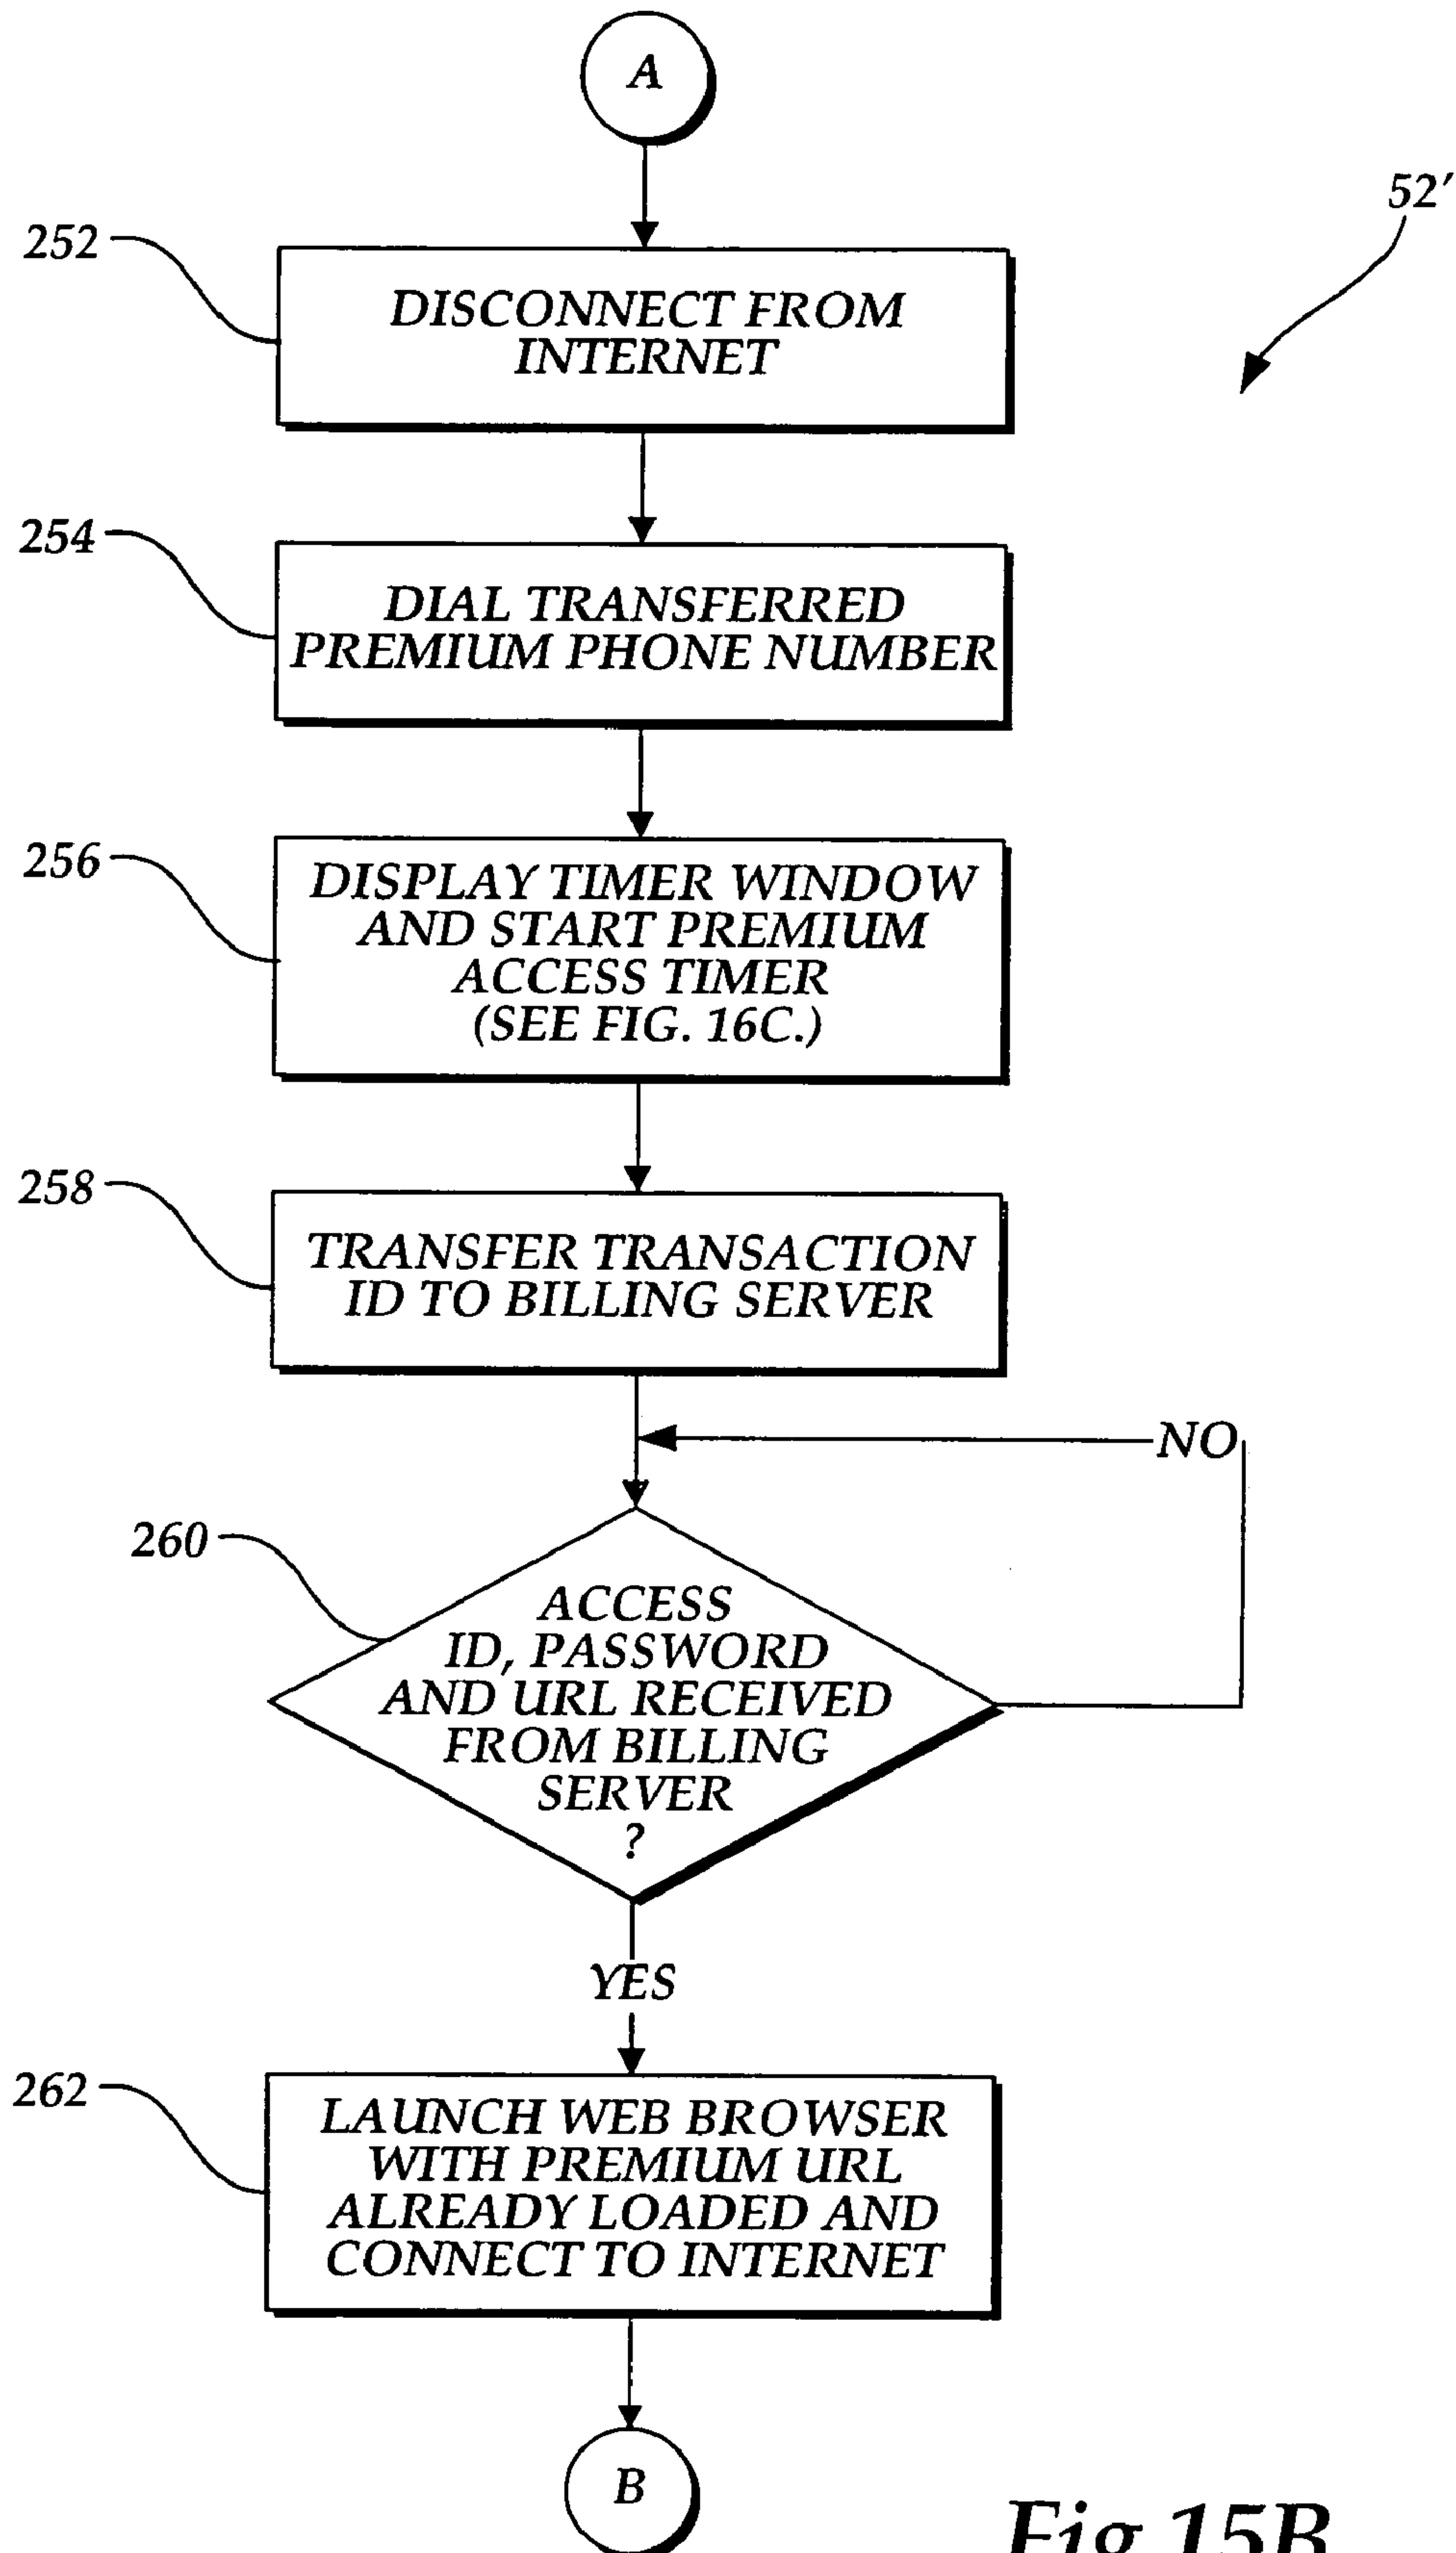 A
52'
252
DISCONNECT FROM
INTERNET
254
DIAL TRANSFERRED
PREMIUM PHONE NUMBER
256
DISPLAY TIMER WINDOW
AND START PREMIUM
ACCESS TIMER
(SEE FIG. 16C.)
258
TRANSFER TRANSACTION
ID TO BILLING SERVER
NO
260
ACCESS
ID, PASSWORD
AND URL RECEIVED
FROM BILLING
SERVER
?
YES
262
LAUNCH WEB BROWSER
WITH PREMIUM URL
ALREADY LOADED AND
CONNECT TO INTERNET
B
Fig. 15B